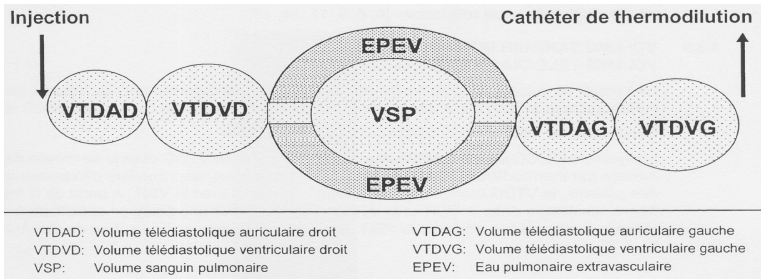 Injection
Cathéter de thermodilution
EPEV
VTDAD
VTDVD
VSP
VTDAG
VTDVG
EPEV
VTDAD: Volume télédiastolique auriculaire droit
VTDVD: Volume télédiastolique ventriculaire droit
VSP: Volume sanguin pulmonaire
VTDAG: Volume télédiastolique auriculaire gauche
VTDVG: Volume télédiastolique ventriculaire gauche
EPEV: Eau pulmonaire extravasculaire